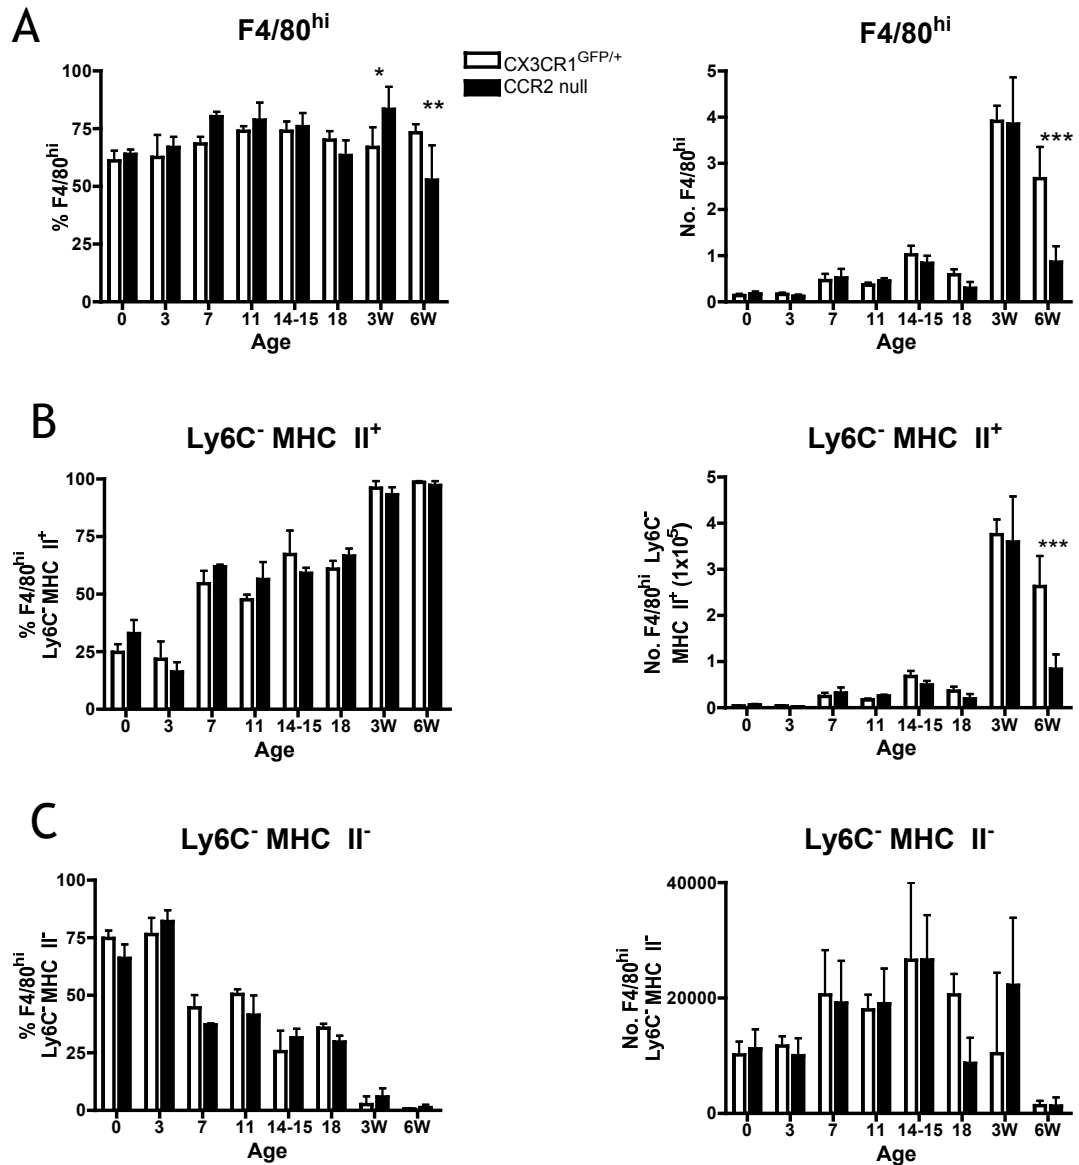 A
F4/80hi
CX3CR1GFP/+
CCR2 null
% F4/80hi
100
75
50
25
0
*
**
0 3 7 11 14-15 18 3W 6W
Age
F4/80hi
No. F4/80hi
5
4
3
2
1
0
***
0 3 7 11 14-15 18 3W 6W
Age
B
Ly6C- MHC II+
% F4/80hi
Ly6C- MHC II+
100
75
50
25
0
0 3 7 11 14-15 18 3W 6W
Age
Ly6C- MHC II+
No. F4/80hi Ly6C-
MHC II+ (1x105)
5
4
3
2
1
0
***
0 3 7 11 14-15 18 3W 6W
Age
C
Ly6C- MHC II-
% F4/80hi
Ly6C- MHC II-
100
75
50
25
0
0 3 7 11 14-15 18 3W 6W
Age
Ly6C- MHC II-
No. F4/80hi
Ly6C- MHC II-
40000
20000
0
0 3 7 11 14-15 18 3W 6W
Age